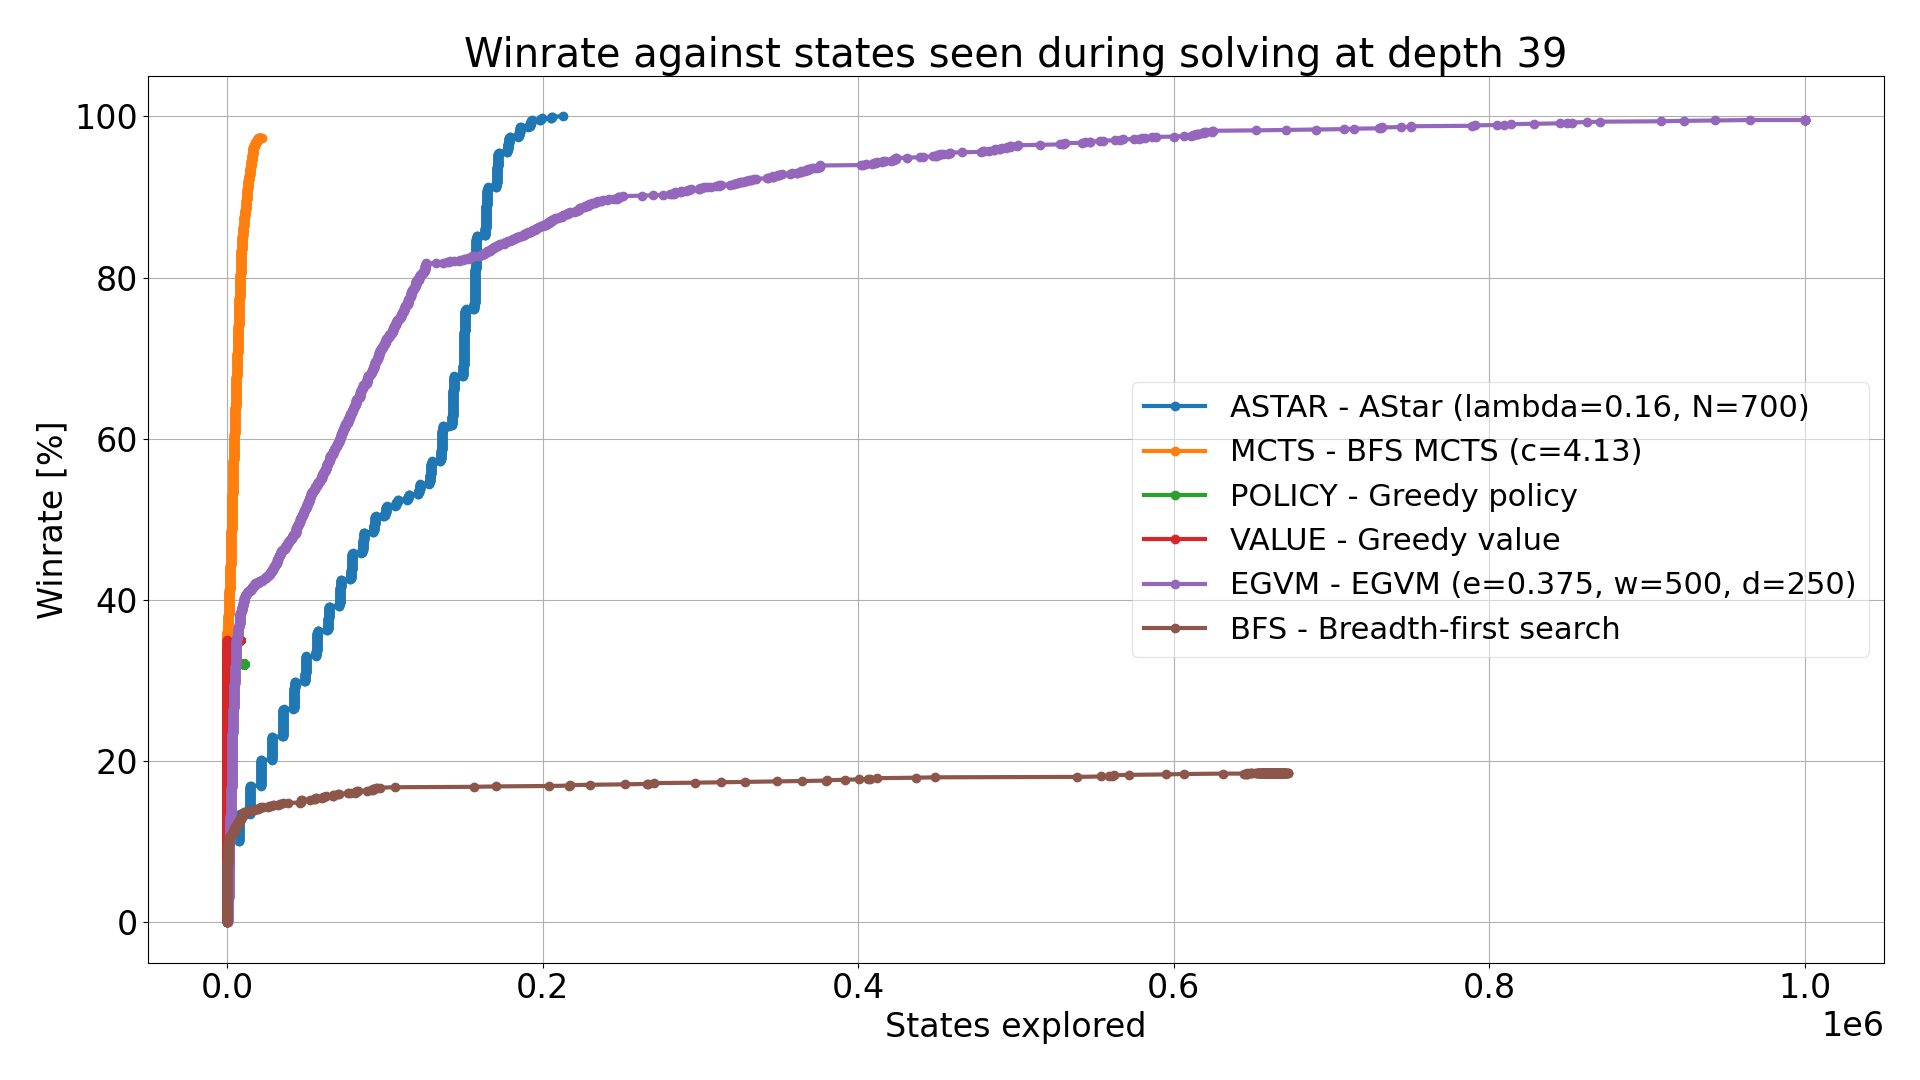 Winrate against states seen during solving at depth 39
100
80
60
40
20
0
Winrate [%]
ASTAR - AStar (lambda=0.16, N=700)
MCTS - BFS MCTS (c=4.13)
POLICY - Greedy policy
VALUE - Greedy value
EGVM - EGVM (e=0.375, w=500, d=250)
BFS - Breadth-first search
0.0 0.2 0.4 0.6 0.8 1.0
States explored
1e6